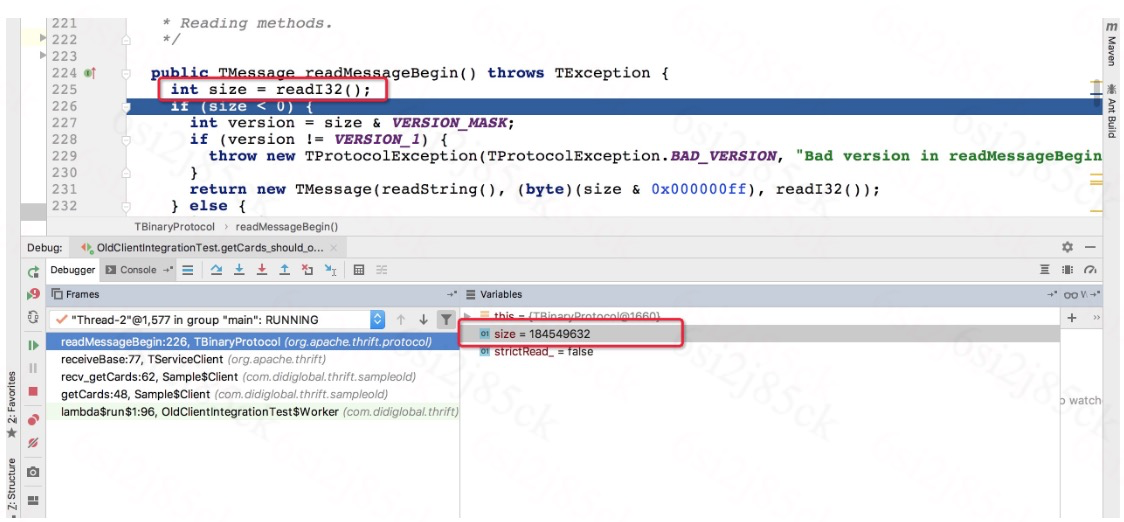 221 * Reading methods.
222 */
223
224 public TMessage readMessageBegin() throws TException {
225 int size = readI32();
226 if (size < 0) {
227 int version = size & VERSION_MASK;
228 if (version != VERSION_1) {
229 throw new TProtocolException(TProtocolException.BAD_VERSION, "Bad version in readMessageBegin
230 }
231 return new TMessage(readString(), (byte)(size & 0x000000ff), readI32());
232 } else {
TBinaryProtocol › readMessageBegin()
m Maven
Ant Build
Debug: OldClientIntegrationTest.getCards_should_o... ×
Debugger Console
Frames
Variables
"Thread-2"@1,577 in group "main": RUNNING
this = {TBinaryProtocol@1660}
readMessageBegin:226, TBinaryProtocol (org.apache.thrift.protocol)
size = 184549632
receiveBase:77, TServiceClient (org.apache.thrift)
strictRead_ = false
recv_getCards:62, Sample$Client (com.didiglobal.thrift.sampleold)
getCards:48, Sample$Client (com.didiglobal.thrift.sampleold)
lambda$run$1:96, OldClientIntegrationTest$Worker (com.didiglobal.thrift)
watch
2: Favorites
Z: Structure
6si2j85ck